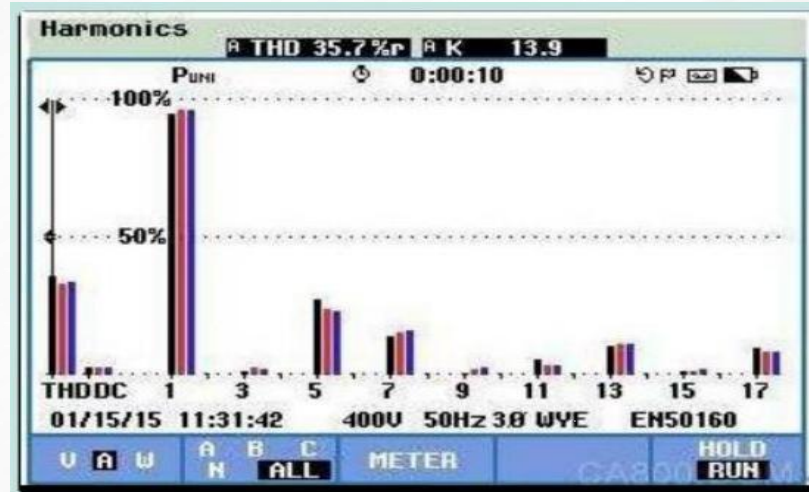 Harmonics
A THD 35.7%r A K 13.9
PUNI 0:00:10
100%
50%
THD DC 1 3 5 7 9 11 13 15 17
01/15/15 11:31:42 400V 50Hz 3Ø WYE EN50160
V A W A B C N ALL METER HOLD RUN